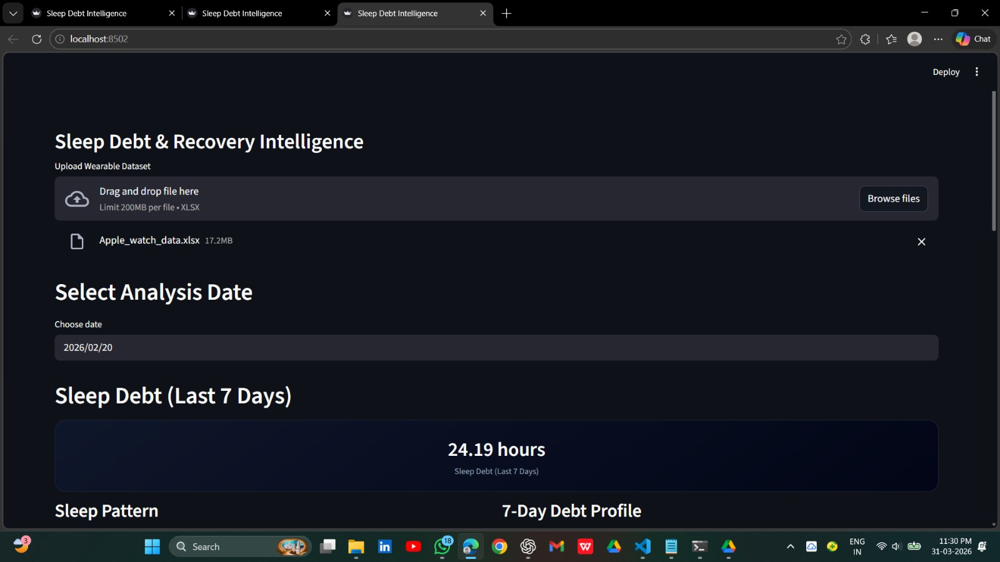 Sleep Debt Intelligence
Sleep Debt Intelligence
Sleep Debt Intelligence
localhost:8502
Chat
Deploy
Sleep Debt & Recovery Intelligence
Upload Wearable Dataset
Drag and drop file here
Limit 200MB per file • XLSX
Browse files
Apple_watch_data.xlsx 17.2MB
Select Analysis Date
Choose date
2026/02/20
Sleep Debt (Last 7 Days)
24.19 hours
Sleep Debt (Last 7 Days)
Sleep Pattern
7-Day Debt Profile
3
Search
in
18
W
ENG
IN
11:30 PM
31-03-2026